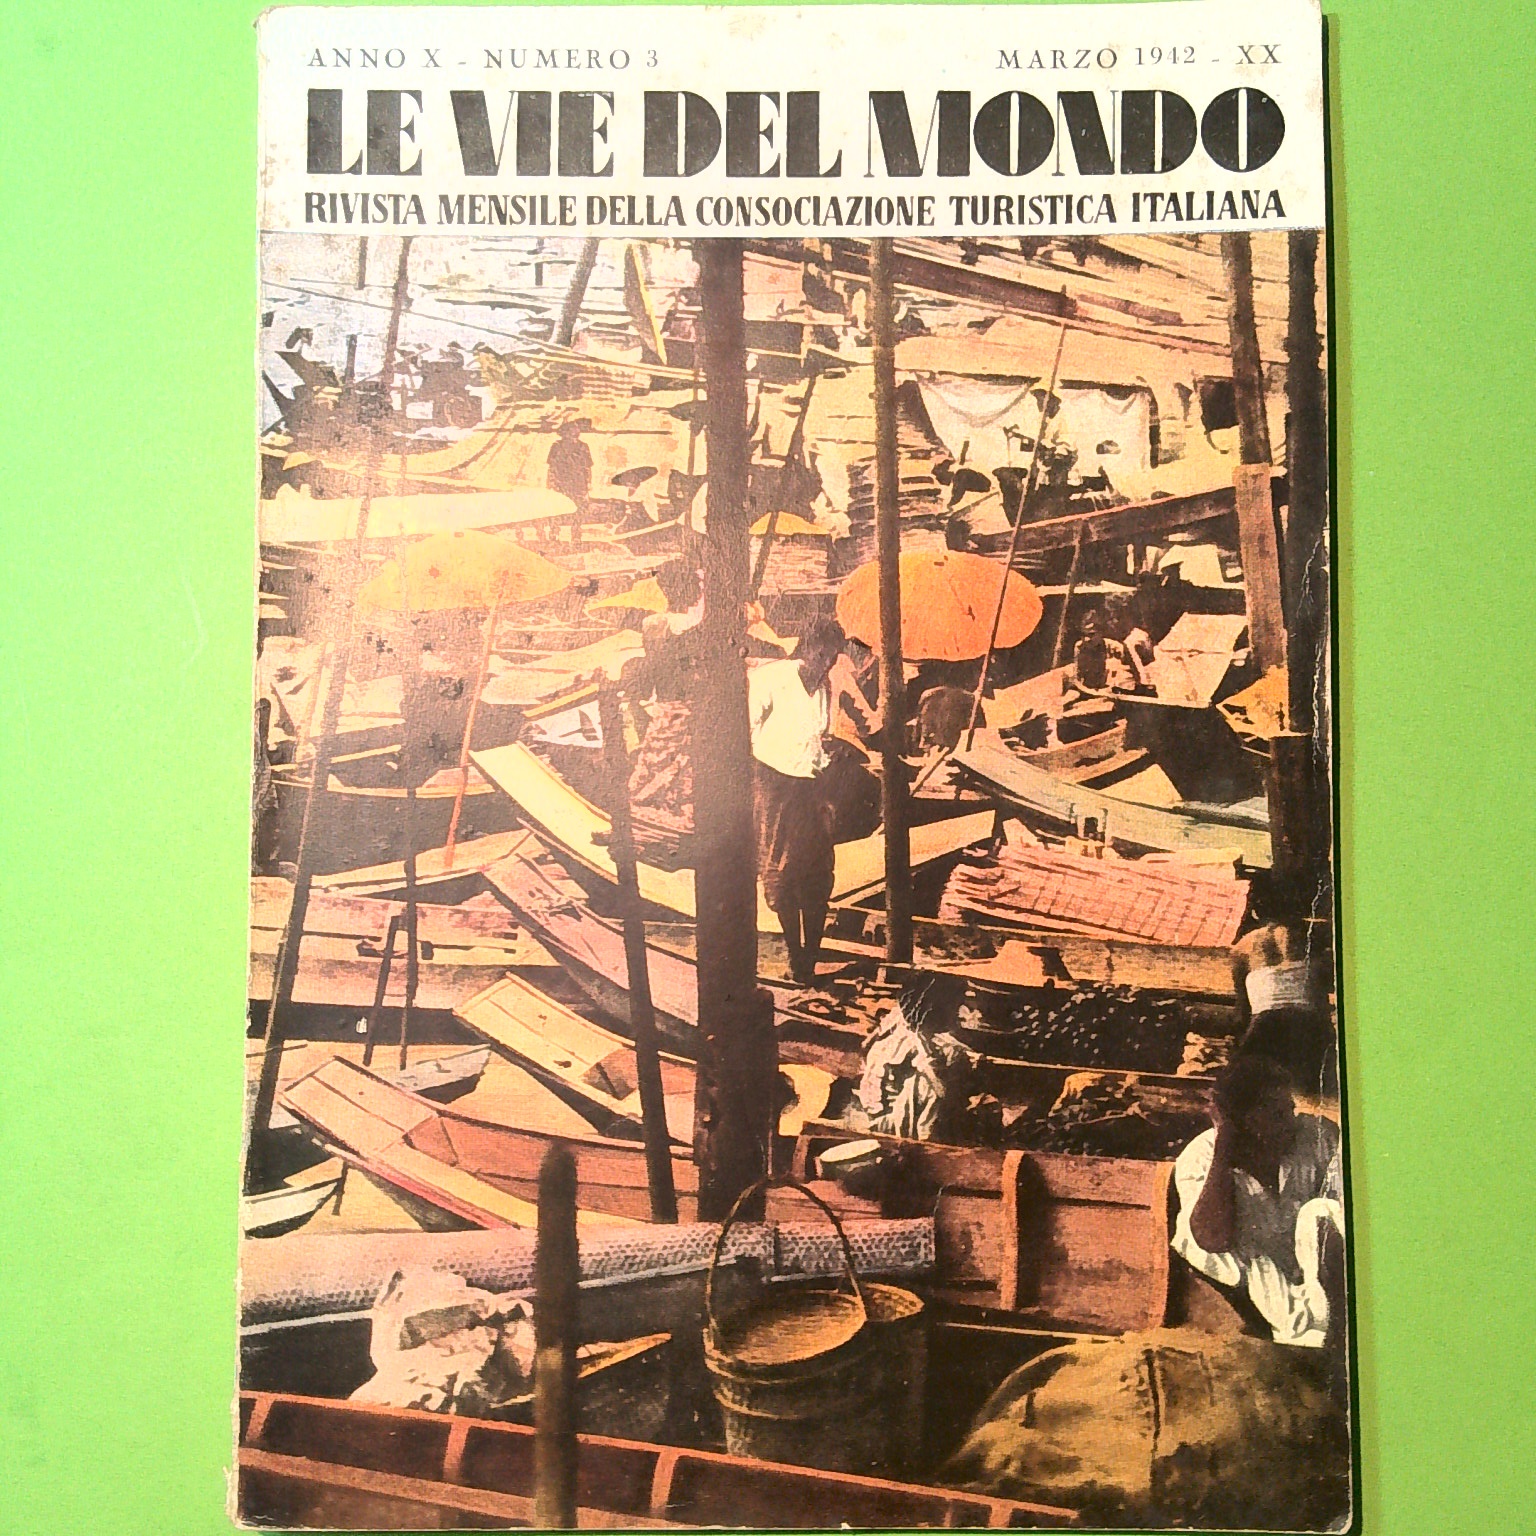 ANNO X - NUMERO 3
MARZO 1942 - XX
LE VIE DEL MONDO
RIVISTA MENSILE DELLA CONSOCIAZIONE TURISTICA ITALIANA